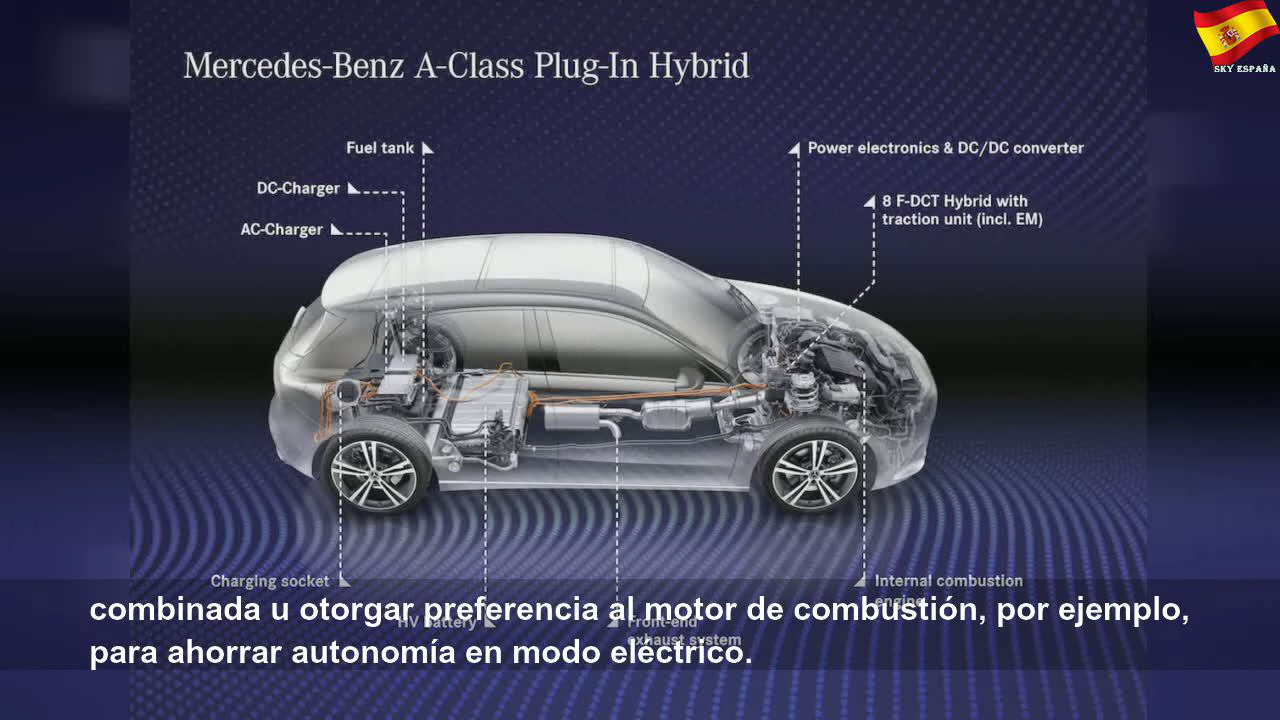 SKY ESPAÑA
Mercedes-Benz A-Class Plug-In Hybrid
Fuel tank
DC-Charger
AC-Charger
Power electronics & DC/DC converter
8 F-DCT Hybrid with
traction unit (incl. EM)
Charging socket
HV Battery
Front-end
exhaust system
Internal combustion
engine
combinada u otorgar preferencia al motor de combustión, por ejemplo,
para ahorrar autonomía en modo eléctrico.